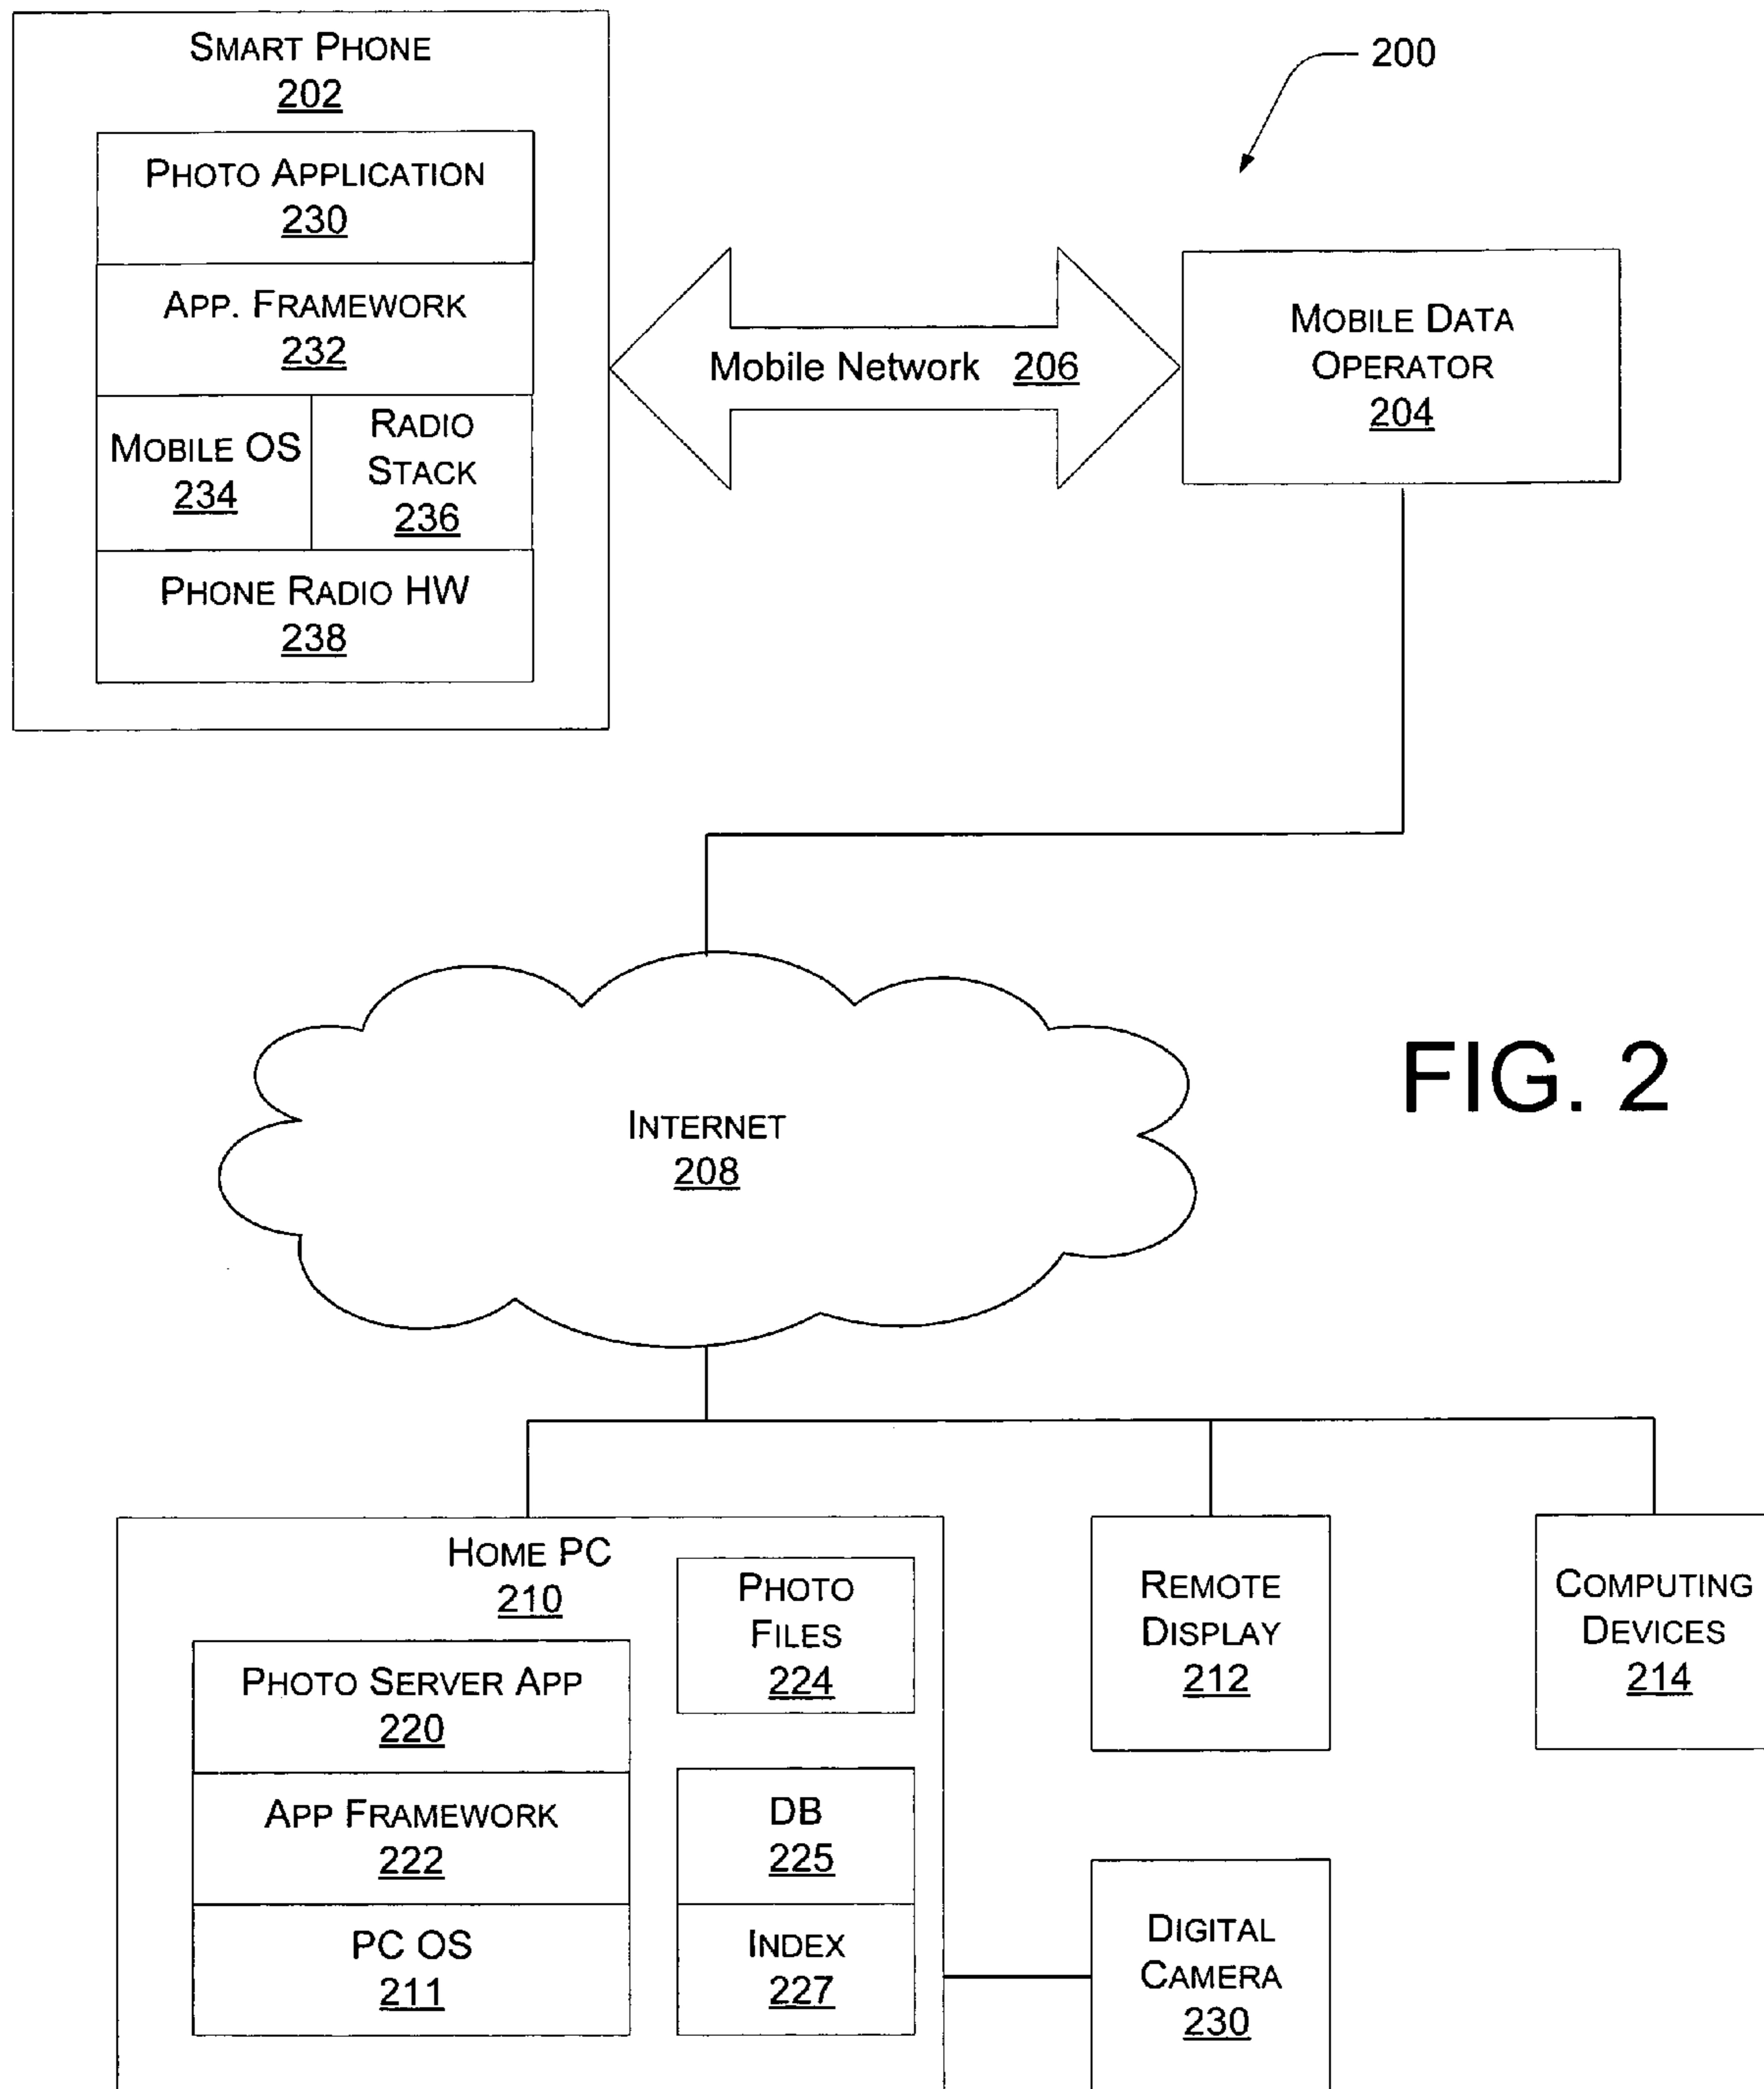 SMART PHONE
202
PHOTO APPLICATION
230
APP. FRAMEWORK
232
MOBILE OS
234
RADIO
STACK
236
PHONE RADIO HW
238
200
Mobile Network 206
MOBILE DATA
OPERATOR
204
INTERNET
208
FIG. 2
HOME PC
210
PHOTO SERVER APP
220
APP FRAMEWORK
222
PC OS
211
PHOTO
FILES
224
DB
225
INDEX
227
REMOTE
DISPLAY
212
COMPUTING
DEVICES
214
DIGITAL
CAMERA
230